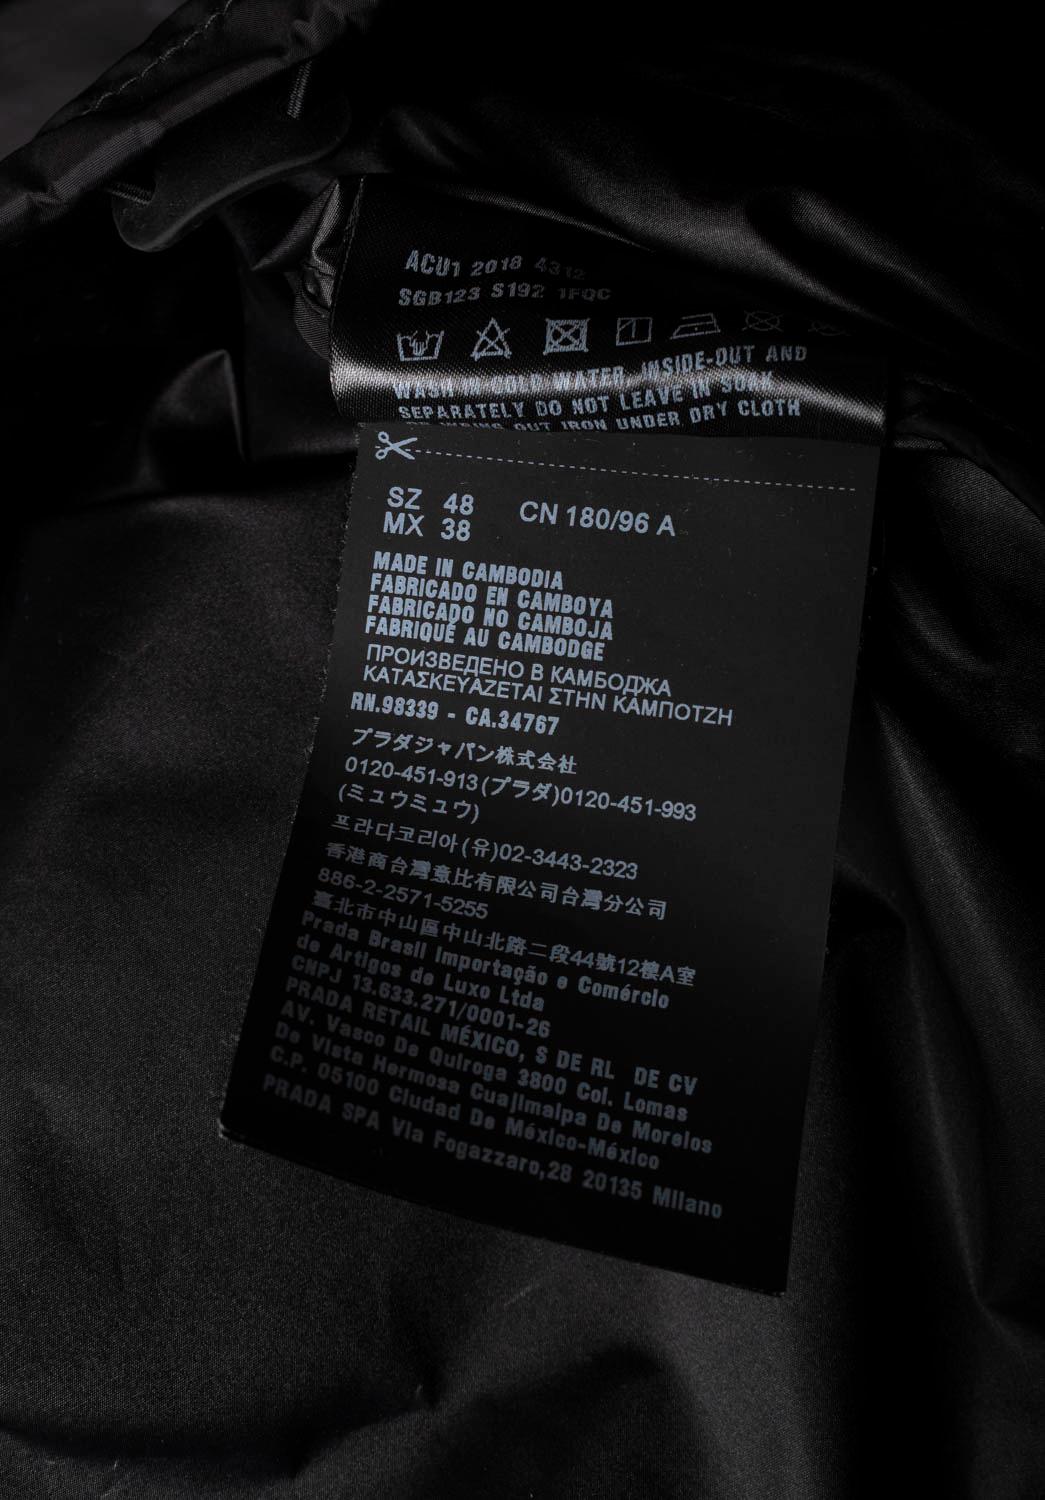 ACU1 2018 4312
SGB123 S192 1FQC
WASH IN COLD WATER, INSIDE-OUT AND
SEPARATELY DO NOT LEAVE IN SOAK
OUT IRON UNDER DRY CLOTH
SZ 48 CN 180/96 A
MX 38
MADE IN CAMBODIA
FABRICADO EN CAMBOYA
FABRICADO NO CAMBOJA
FABRIQUÉ AU CAMBODGE
ПРОИЗВЕДЕНО В КАМБОДЖА
ΚΑΤΑΣΚΕΥΑΖΕΤΑΙ ΣΤΗΝ ΚΑΜΠΟΤΖΗ
RN.98339 - CA.34767
プラダジャパン株式会社
0120-451-913(プラダ)0120-451-993
(ミュウミュウ)
프라다코리아(유)02-3443-2323
香港商台灣意比有限公司台灣分公司
886-2-2571-5255
臺北市中山區中山北路二段44號12樓A室
Prada Brasil Importação e Comércio
de Artigos de Luxo Ltda
CNPJ 13.633.271/0001-26
PRADA RETAIL MÉXICO, S DE RL DE CV
AV. Vasco De Quiroga 3800 Col. Lomas
De Vista Hermosa Cuajimalpa De Morelos
C.P. 05100 Ciudad De México-México
PRADA SPA Via Fogazzaro,28 20135 Milano